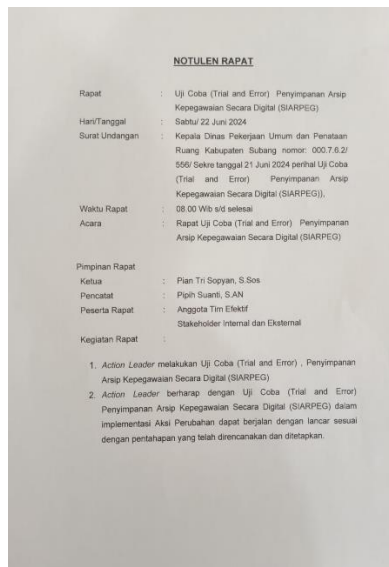 NOTULEN RAPAT
Rapat : Uji Coba (Trial and Error) Penyimpanan Arsip
Kepegawaian Secara Digital (SIARPEG)
Hari/Tanggal : Sabtu/ 22 Juni 2024
Surat Undangan : Kepala Dinas Pekerjaan Umum dan Penataan
Ruang Kabupaten Subang nomor: 000.7.6.2/
556/ Sekre tanggal 21 Juni 2024 perihal Uji Coba
(Trial and Error) Penyimpanan Arsip
Kepegawaian Secara Digital (SIARPEG)},
Waktu Rapat : 08.00 Wib s/d selesai
Acara : Rapat Uji Coba (Trial and Error) Penyimpanan
Arsip Kepegawaian Secara Digital (SIARPEG)
Pimpinan Rapat
Ketua : Pian Tri Sopyan, S.Sos
Pencatat : Pipih Suanti, S.AN
Peserta Rapat : Anggota Tim Efektif
Stakeholder Internal dan Eksternal
Kegiatan Rapat :
1. Action Leader melakukan Uji Coba (Trial and Error) , Penyimpanan
Arsip Kepegawaian Secara Digital (SIARPEG)
2. Action Leader berharap dengan Uji Coba (Trial and Error)
Penyimpanan Arsip Kepegawaian Secara Digital (SIARPEG) dalam
implementasi Aksi Perubahan dapat berjalan dengan lancar sesuai
dengan pentahapan yang telah direncanakan dan ditetapkan.